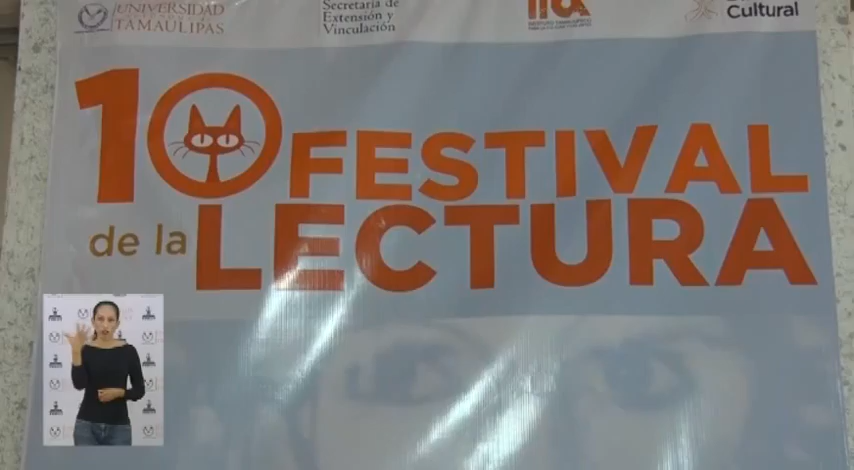 UNIVERSIDAD
TAMAULIPAS
Secretaría de
Extensión y
Vinculación
Cultural
10 FESTIVAL
de la LECTURA